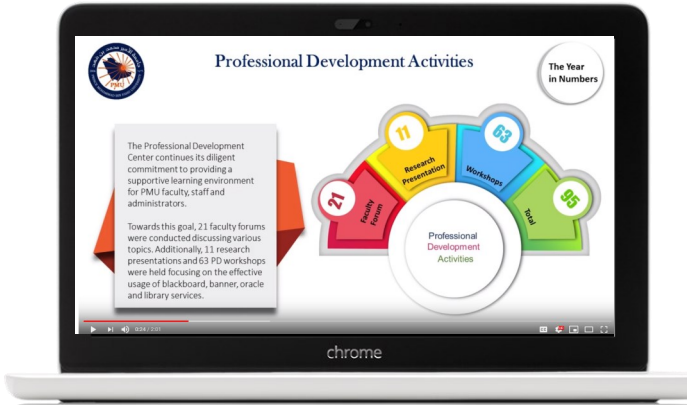 Professional Development Activities
The Year
in Numbers
PMU
The Professional Development
Center continues its diligent
commitment to providing a
supportive learning environment
for PMU faculty, staff and
administrators.
Towards this goal, 21 faculty forums
were conducted discussing various
topics. Additionally, 11 research
presentations and 63 PD workshops
were held focusing on the effective
usage of blackboard, banner, oracle
and library services.
21
Faculty
Forum
11
Research
Presentation
63
Workshops
95
Total
Professional
Development
Activities
0:24 / 2:01
chrome